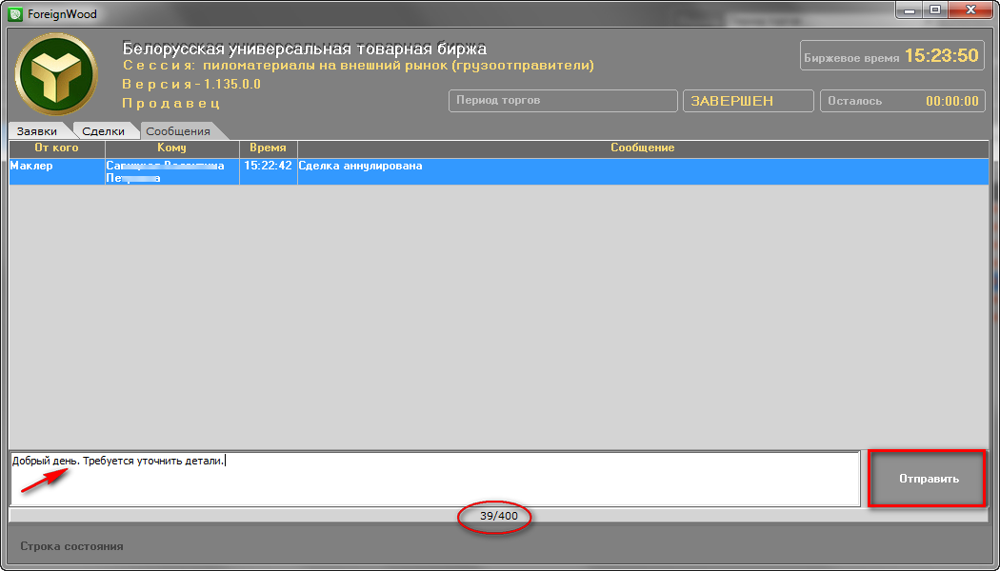 ForeignWood
Белорусская универсальная товарная биржа
Сессия: пиломатериалы на внешний рынок (грузоотправители)
Биржевое время 15:23:50
Версия - 1.135.0.0
Продавец
Период торгов
ЗАВЕРШЕН
Осталось 00:00:00
Заявки Сделки Сообщения
От кого Кому Время Сообщение
Маклер 15:22:42 Сделка аннулирована
Добрый день. Требуется уточнить детали.
Отправить
39/400
Строка состояния